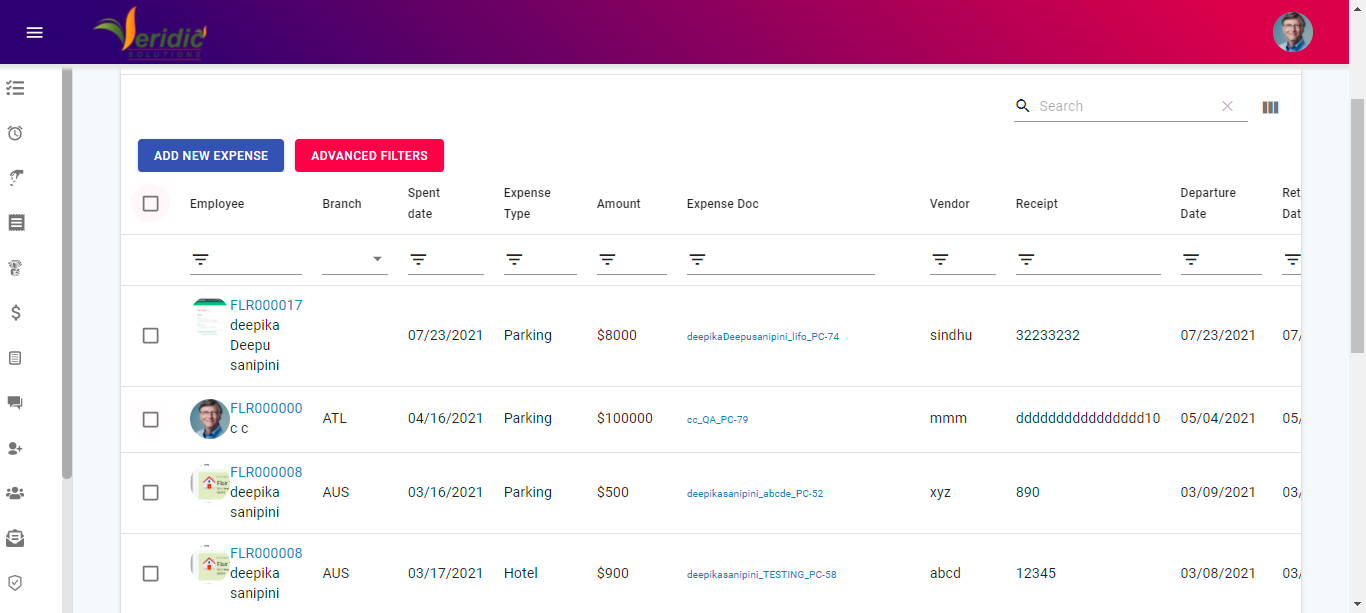 eridic
SOLUTIONS
Search
ADD NEW EXPENSE ADVANCED FILTERS
Employee Branch Spent date Expense Type Amount Expense Doc Vendor Receipt Departure Date Ret Dat
FLR000017
deepika
Deepu
sanipini
07/23/2021 Parking $8000 deepikaDeepusanipini_lifo_PC-74 sindhu 32233232 07/23/2021 07/
FLR000000
c c
ATL 04/16/2021 Parking $100000 cc_QA_PC-79 mmm dddddddddddddddd10 05/04/2021 05/
FLR000008
deepika
sanipini
AUS 03/16/2021 Parking $500 deepikasanipini_abcde_PC-52 xyz 890 03/09/2021 03/
FLR000008
deepika
sanipini
AUS 03/17/2021 Hotel $900 deepikasanipini_TESTING_PC-58 abcd 12345 03/08/2021 03/